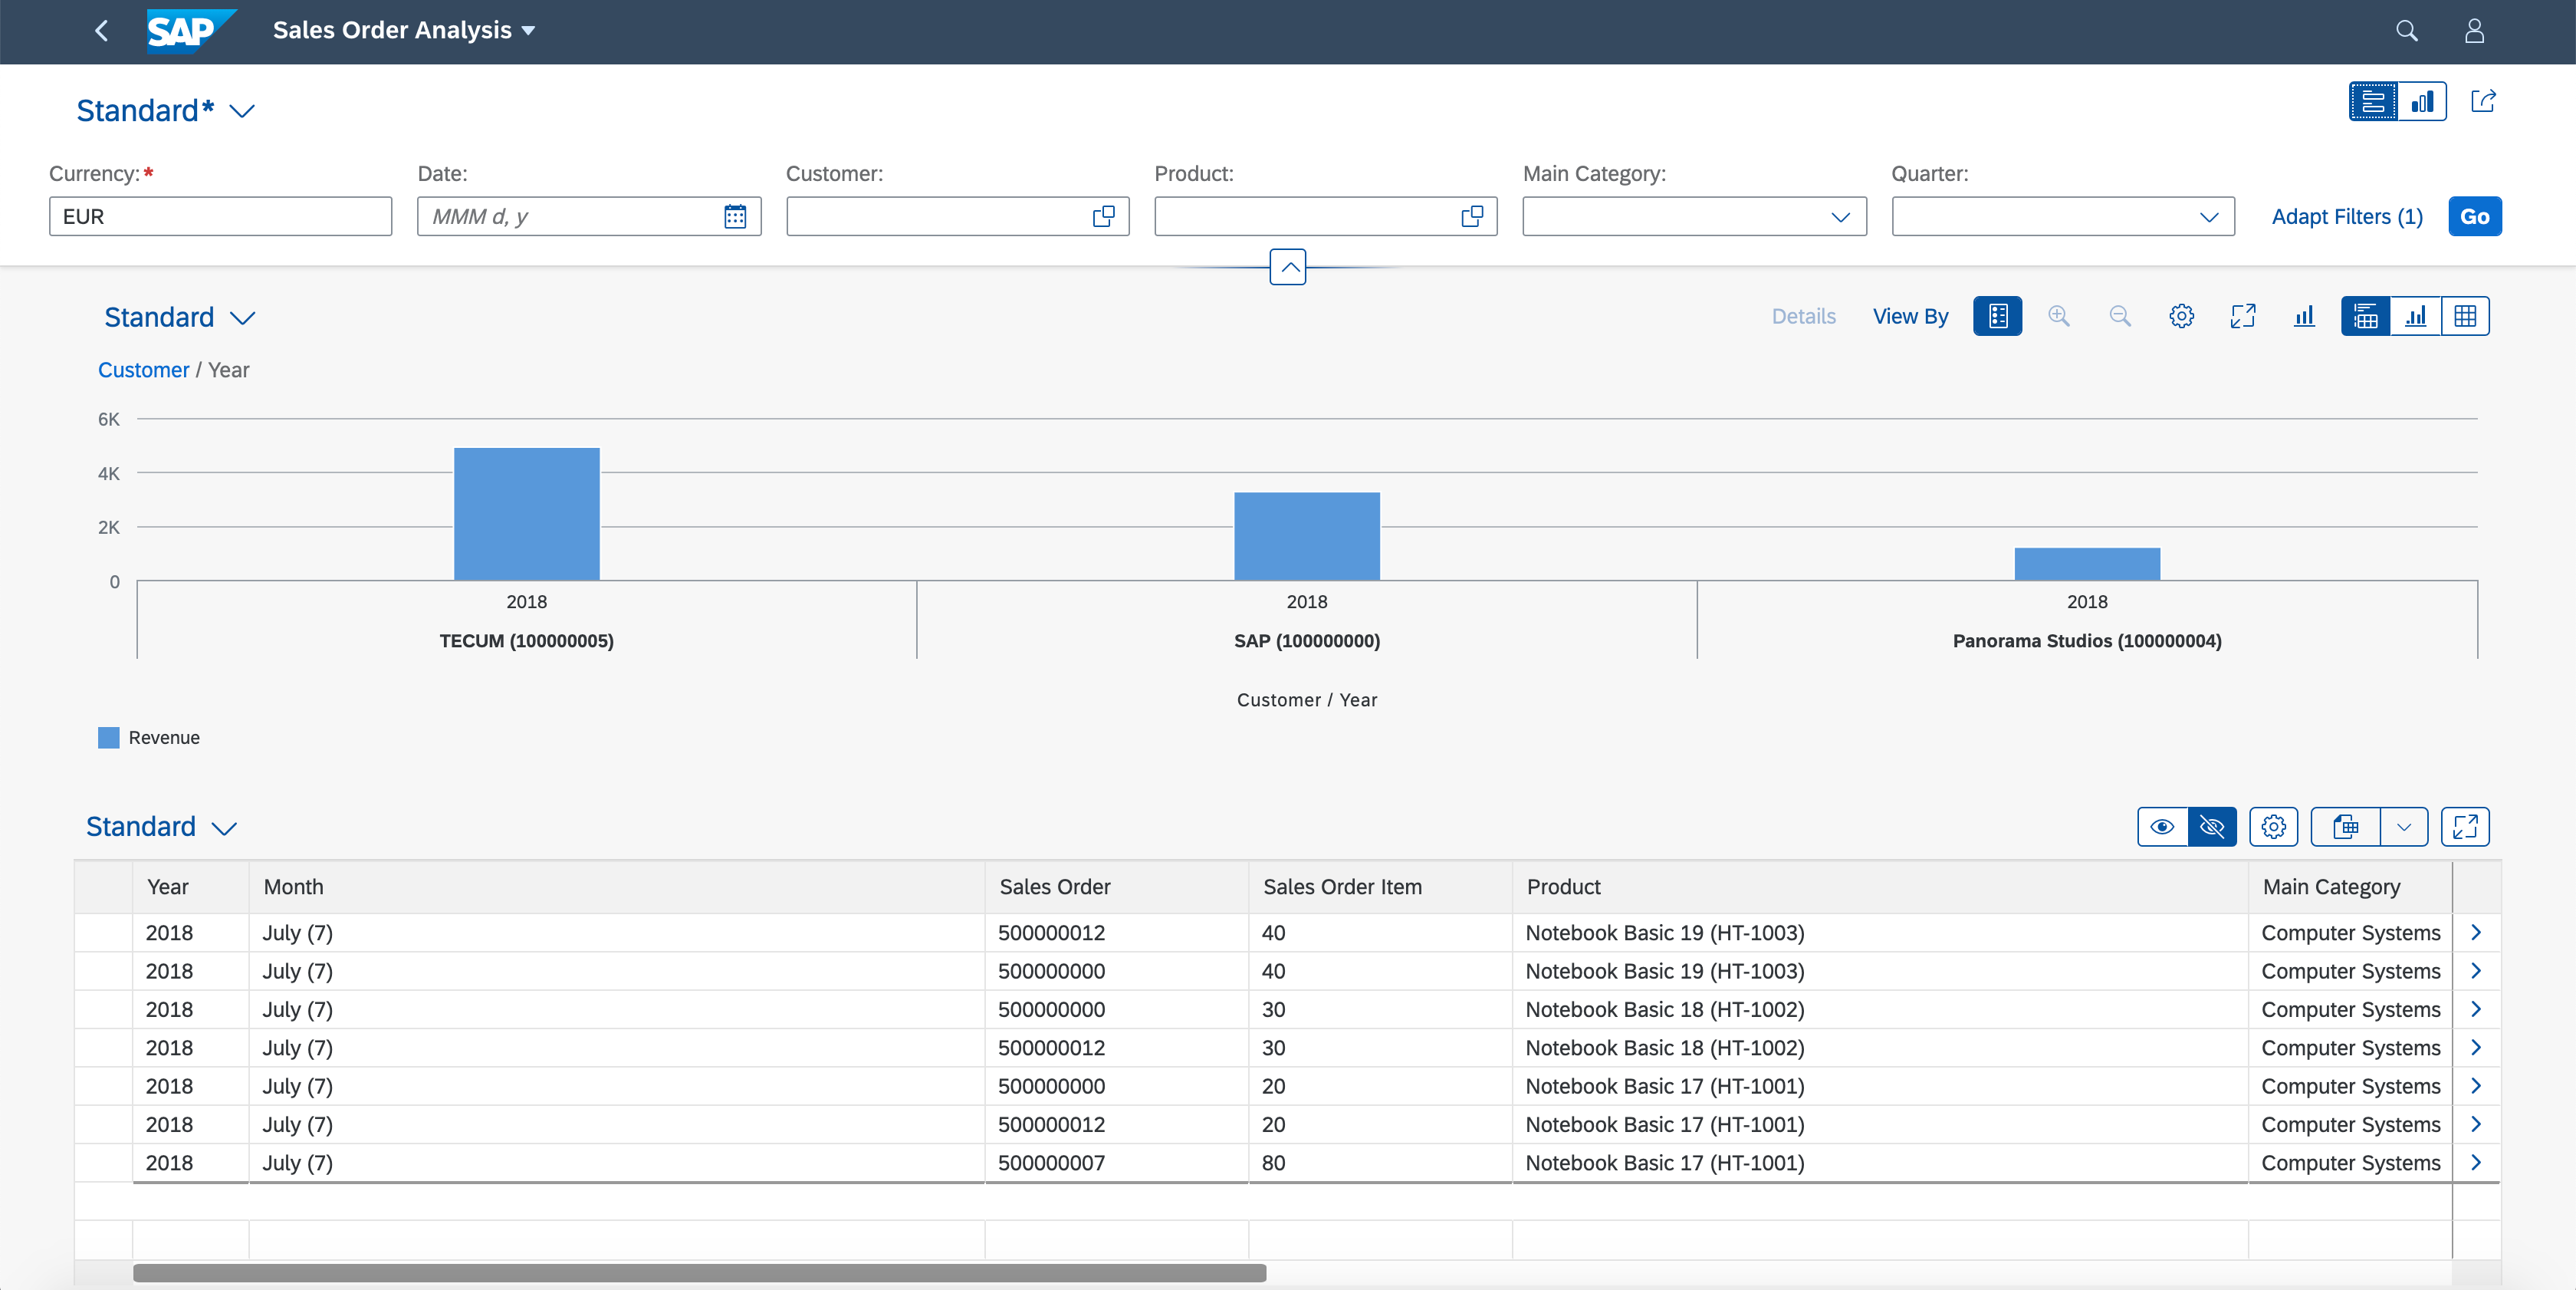 SAP Sales Order Analysis
Standard*
Currency:* Date: Customer: Product: Main Category: Quarter:
EUR MMM d, y Adapt Filters (1) Go
Standard Details View By
Customer / Year
6K
4K
2K
0
2018 2018 2018
TECUM (100000005) SAP (100000000) Panorama Studios (100000004)
Customer / Year
Revenue
Standard
Year Month Sales Order Sales Order Item Product Main Category
2018 July (7) 500000012 40 Notebook Basic 19 (HT-1003) Computer Systems
2018 July (7) 500000000 40 Notebook Basic 19 (HT-1003) Computer Systems
2018 July (7) 500000000 30 Notebook Basic 18 (HT-1002) Computer Systems
2018 July (7) 500000012 30 Notebook Basic 18 (HT-1002) Computer Systems
2018 July (7) 500000000 20 Notebook Basic 17 (HT-1001) Computer Systems
2018 July (7) 500000012 20 Notebook Basic 17 (HT-1001) Computer Systems
2018 July (7) 500000007 80 Notebook Basic 17 (HT-1001) Computer Systems